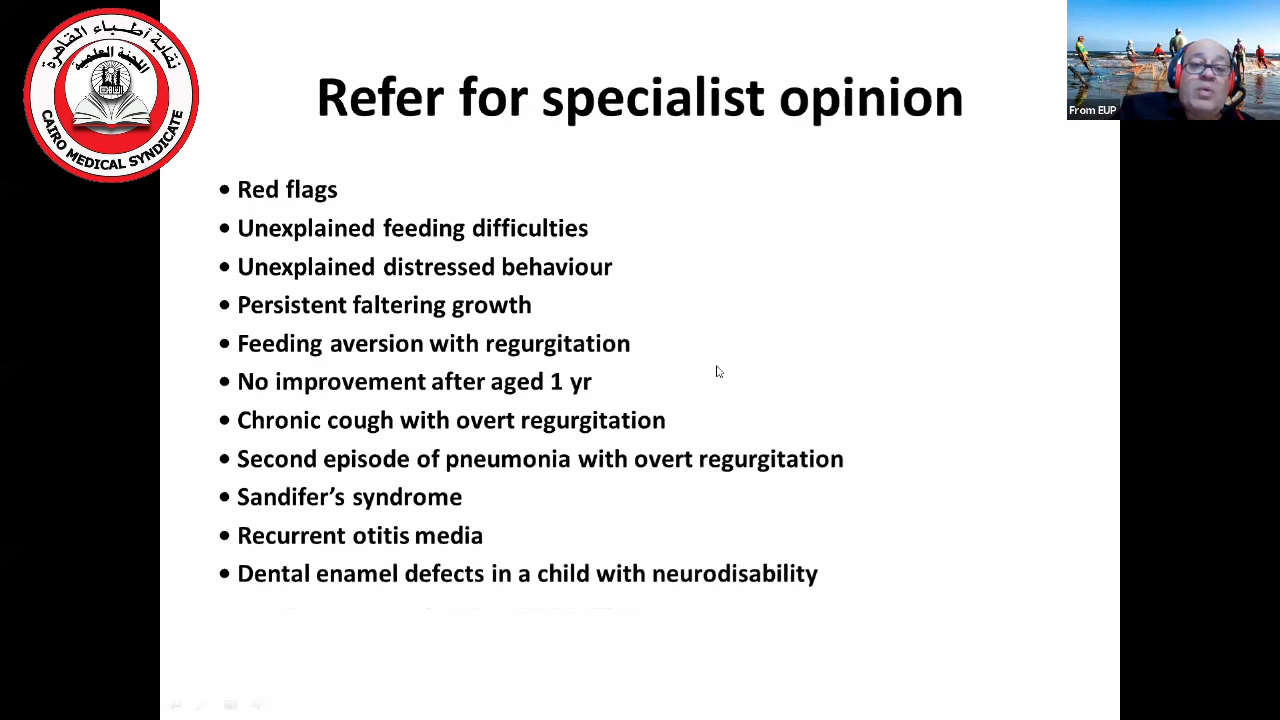 نقابة أطباء القاهرة
اللجنة العلمية
CAIRO MEDICAL SYNDICATE
From EUP
Refer for specialist opinion
• Red flags
• Unexplained feeding difficulties
• Unexplained distressed behaviour
• Persistent faltering growth
• Feeding aversion with regurgitation
• No improvement after aged 1 yr
• Chronic cough with overt regurgitation
• Second episode of pneumonia with overt regurgitation
• Sandifer’s syndrome
• Recurrent otitis media
• Dental enamel defects in a child with neurodisability